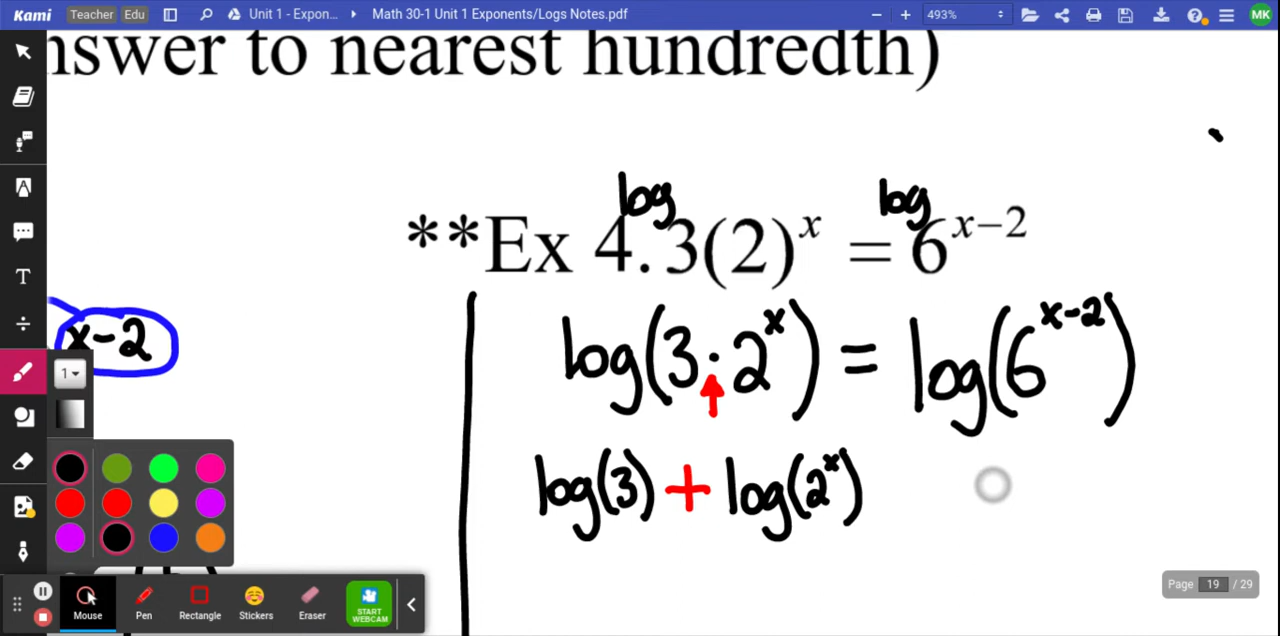 Kami Teacher Edu Unit 1 - Expon... Math 30-1 Unit 1 Exponents/Logs Notes.pdf − + 493% MK
nswer to nearest hundredth)
log log
**Ex 4. 3(2)^x = 6^{x−2}
x-2
log(3·2^x) = log(6^{x-2})
1
log(3) + log(2^x)
Page 19 / 29
Mouse Pen Rectangle Stickers Eraser START WEBCAM